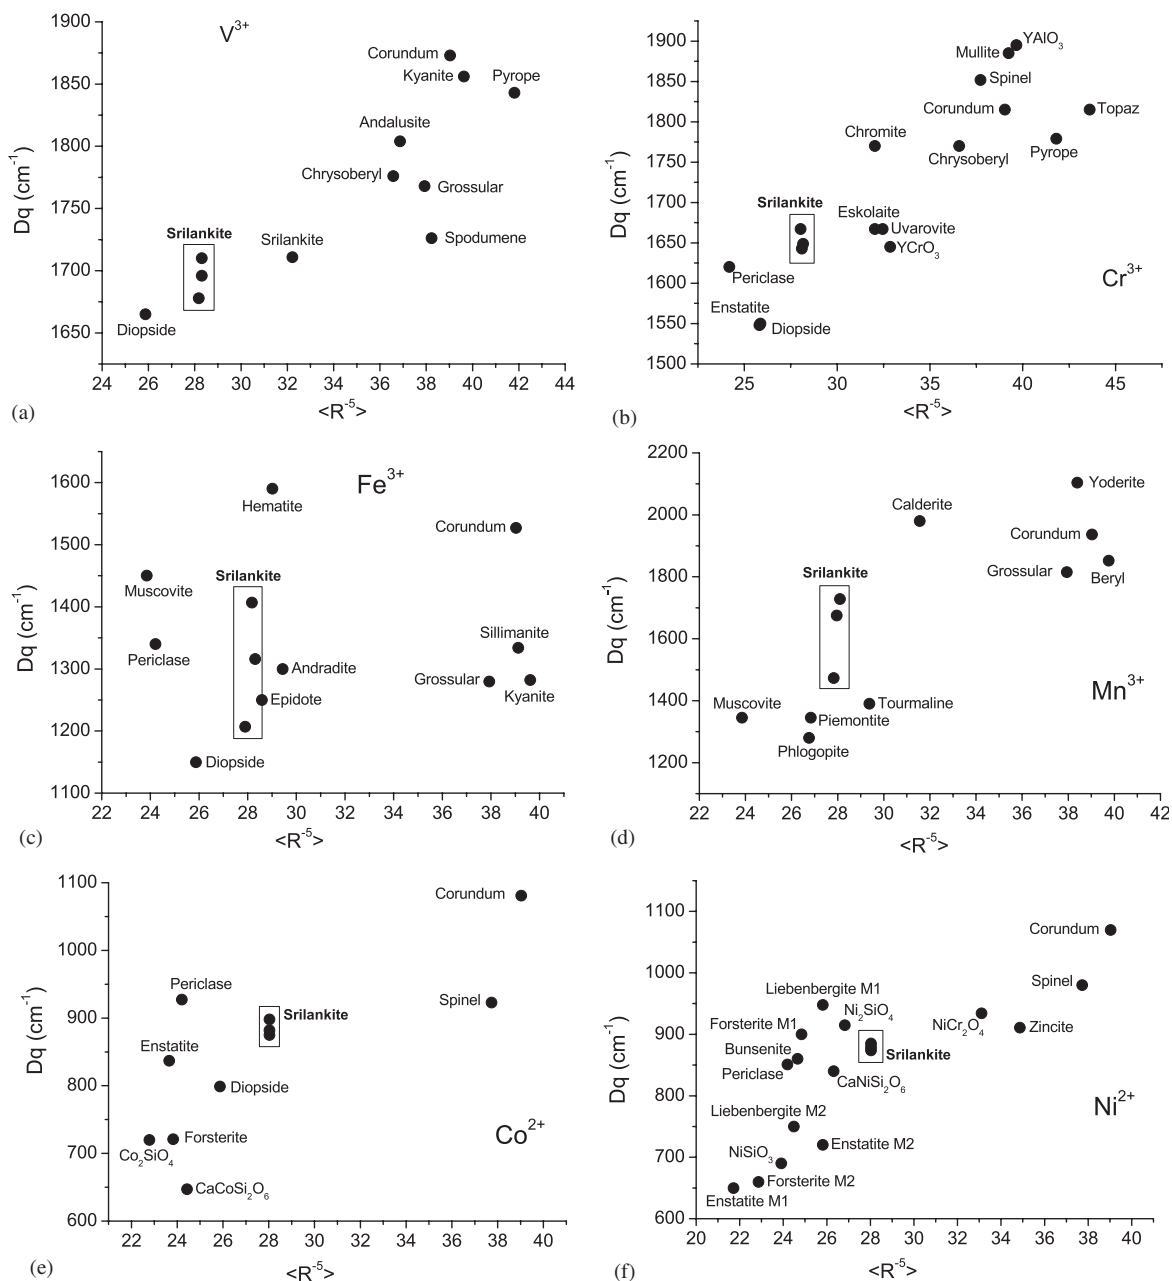 V³⁺
Dq (cm⁻¹)
1900
1850
1800
1750
1700
1650
Corundum
Kyanite
Pyrope
Andalusite
Chrysoberyl
Grossular
Spodumene
Srilankite
Srilankite
Diopside
24 26 28 30 32 34 36 38 40 42 44
<R⁻⁵>
(a)
Dq (cm⁻¹)
1900
1850
1800
1750
1700
1650
1600
1550
1500
YAlO₃
Mullite
Spinel
Corundum
Topaz
Chromite
Chrysoberyl
Pyrope
Srilankite
Eskolaite
Uvarovite
YCrO₃
Periclase
Enstatite
Diopside
Cr³⁺
25 30 35 40 45
<R⁻⁵>
(b)
Fe³⁺
Dq (cm⁻¹)
1600
1500
1400
1300
1200
1100
Hematite
Corundum
Srilankite
Muscovite
Periclase
Sillimanite
Andradite
Grossular
Kyanite
Epidote
Diopside
22 24 26 28 30 32 34 36 38 40
<R⁻⁵>
(c)
Dq (cm⁻¹)
2200
2000
1800
1600
1400
1200
Yoderite
Calderite
Corundum
Grossular
Beryl
Srilankite
Muscovite
Tourmaline
Piemontite
Phlogopite
Mn³⁺
22 24 26 28 30 32 34 36 38 40 42
<R⁻⁵>
(d)
Dq (cm⁻¹)
1100
1000
900
800
700
600
Corundum
Periclase
Spinel
Srilankite
Enstatite
Diopside
Forsterite
Co₂SiO₄
CaCoSi₂O₆
Co²⁺
22 24 26 28 30 32 34 36 38 40
<R⁻⁵>
(e)
Dq (cm⁻¹)
1100
1000
900
800
700
600
Corundum
Spinel
Liebenbergite M1
Ni₂SiO₄
NiCr₂O₄
Zincite
Forsterite M1
Bunsenite
Srilankite
Periclase
CaNiSi₂O₆
Liebenbergite M2
Enstatite M2
NiSiO₃
Forsterite M2
Enstatite M1
Ni²⁺
20 22 24 26 28 30 32 34 36 38 40
<R⁻⁵>
(f)